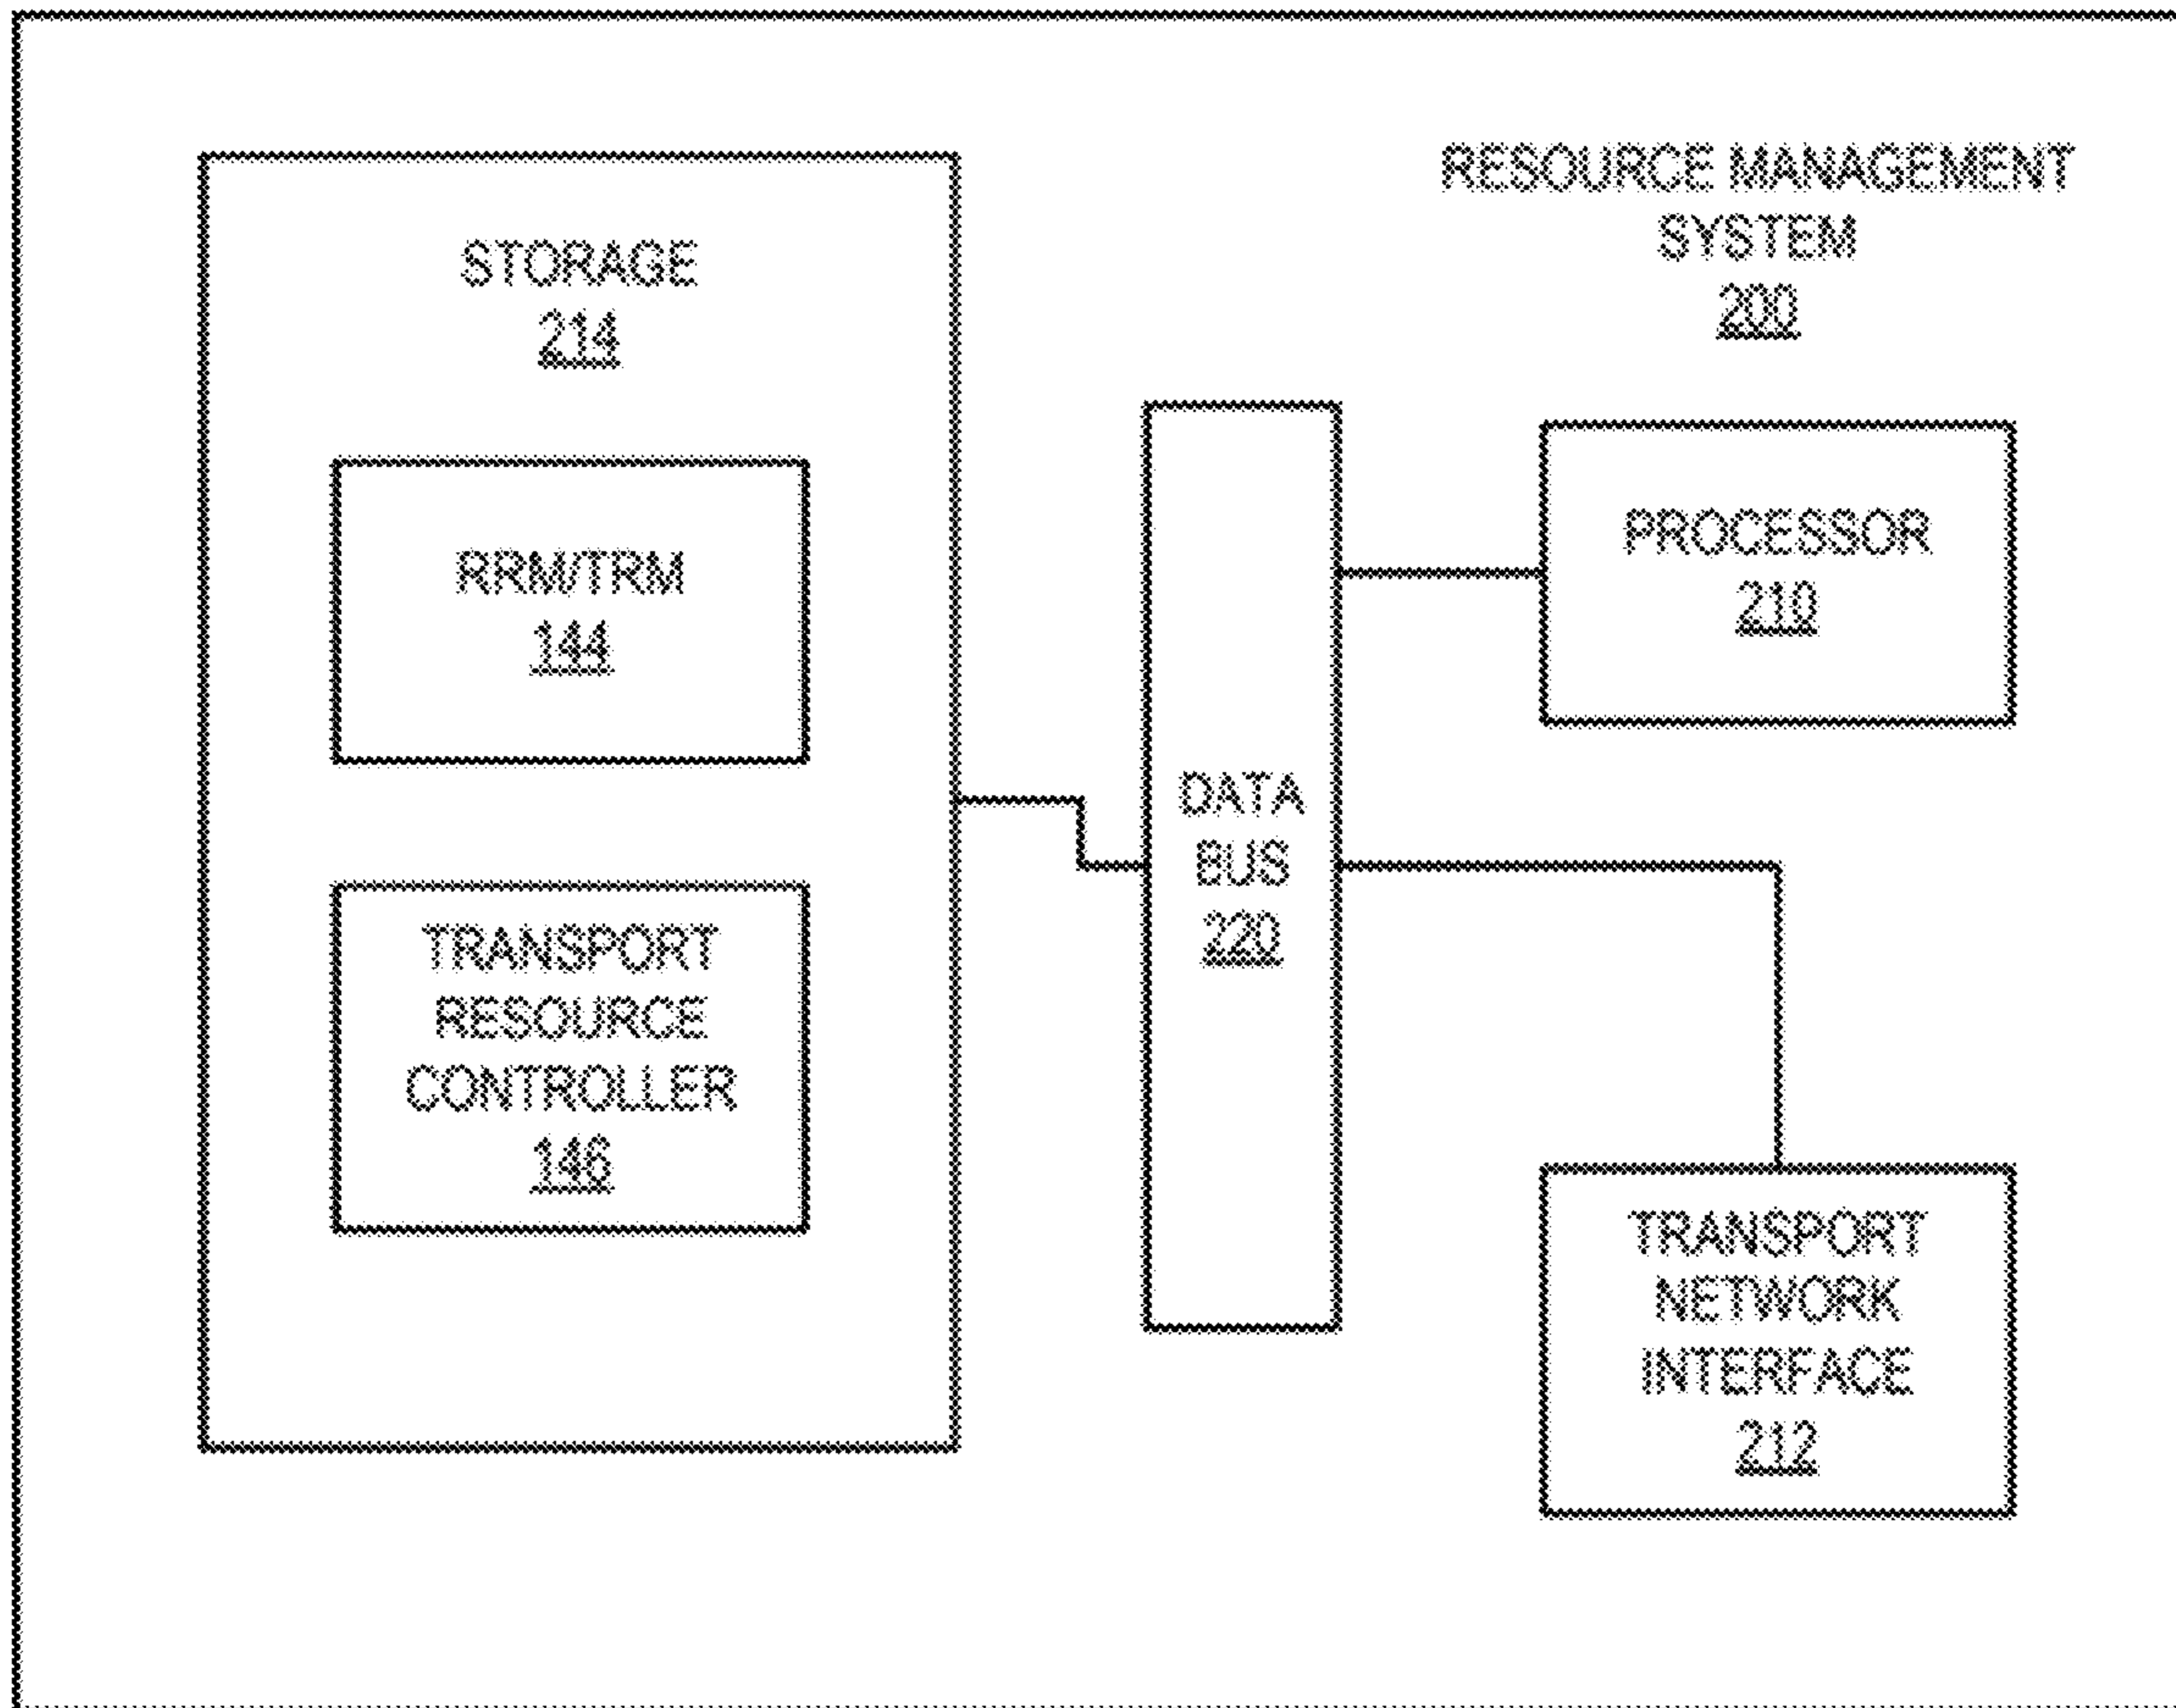 RESOURCE MANAGEMENT
SYSTEM
200
STORAGE
214
RRM/TRM
144
TRANSPORT
RESOURCE
CONTROLLER
146
DATA
BUS
220
PROCESSOR
210
TRANSPORT
NETWORK
INTERFACE
212